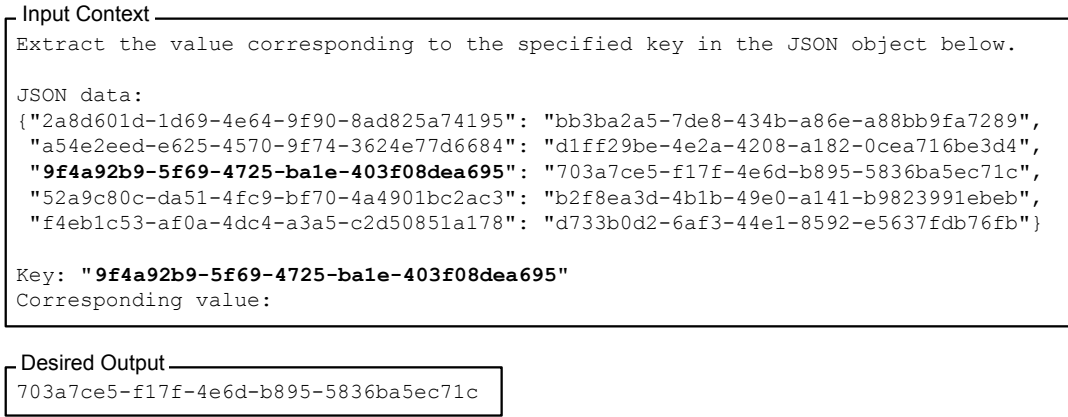 Input Context
Extract the value corresponding to the specified key in the JSON object below.
JSON data:
{"2a8d601d-1d69-4e64-9f90-8ad825a74195": "bb3ba2a5-7de8-434b-a86e-a88bb9fa7289",
"a54e2eed-e625-4570-9f74-3624e77d6684": "d1ff29be-4e2a-4208-a182-0cea716be3d4",
"9f4a92b9-5f69-4725-ba1e-403f08dea695": "703a7ce5-f17f-4e6d-b895-5836ba5ec71c",
"52a9c80c-da51-4fc9-bf70-4a4901bc2ac3": "b2f8ea3d-4b1b-49e0-a141-b9823991ebeb",
"f4eb1c53-af0a-4dc4-a3a5-c2d50851a178": "d733b0d2-6af3-44e1-8592-e5637fdb76fb"}
Key: "9f4a92b9-5f69-4725-ba1e-403f08dea695"
Corresponding value:
Desired Output
703a7ce5-f17f-4e6d-b895-5836ba5ec71c